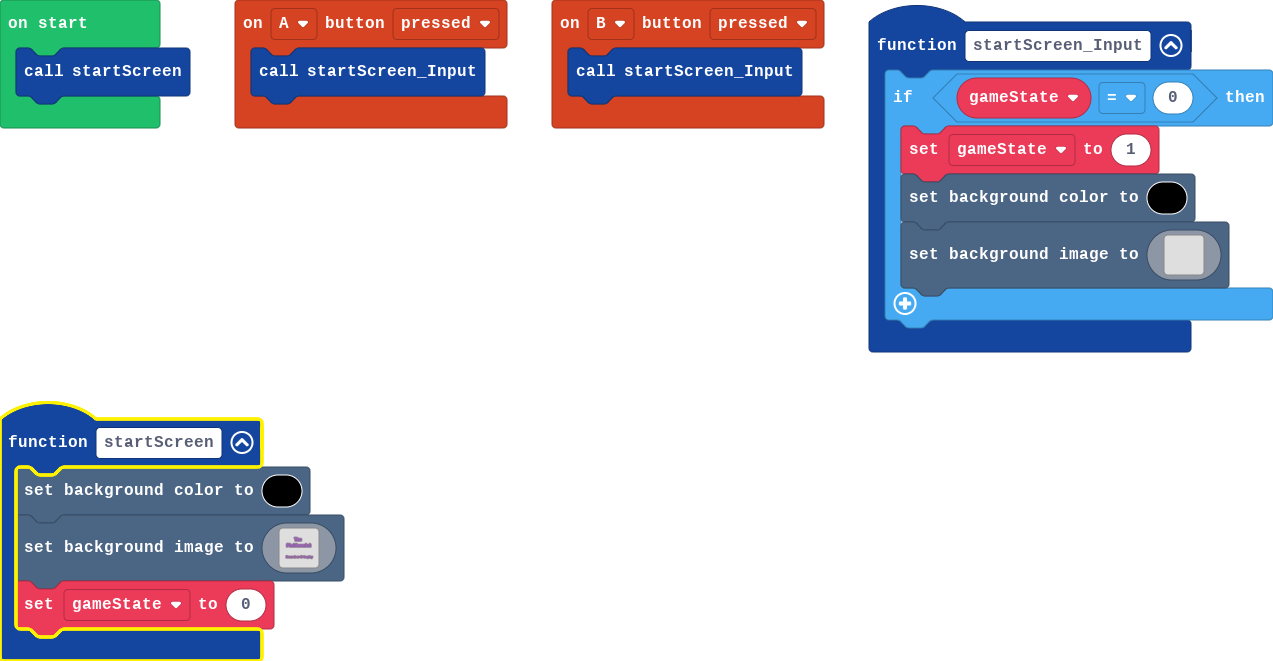 on start
call startScreen
on A button pressed
call startScreen_Input
on B button pressed
call startScreen_Input
function startScreen_Input
if gameState = 0 then
set gameState to 1
set background color to
set background image to
function startScreen
set background color to
set background image to
set gameState to 0